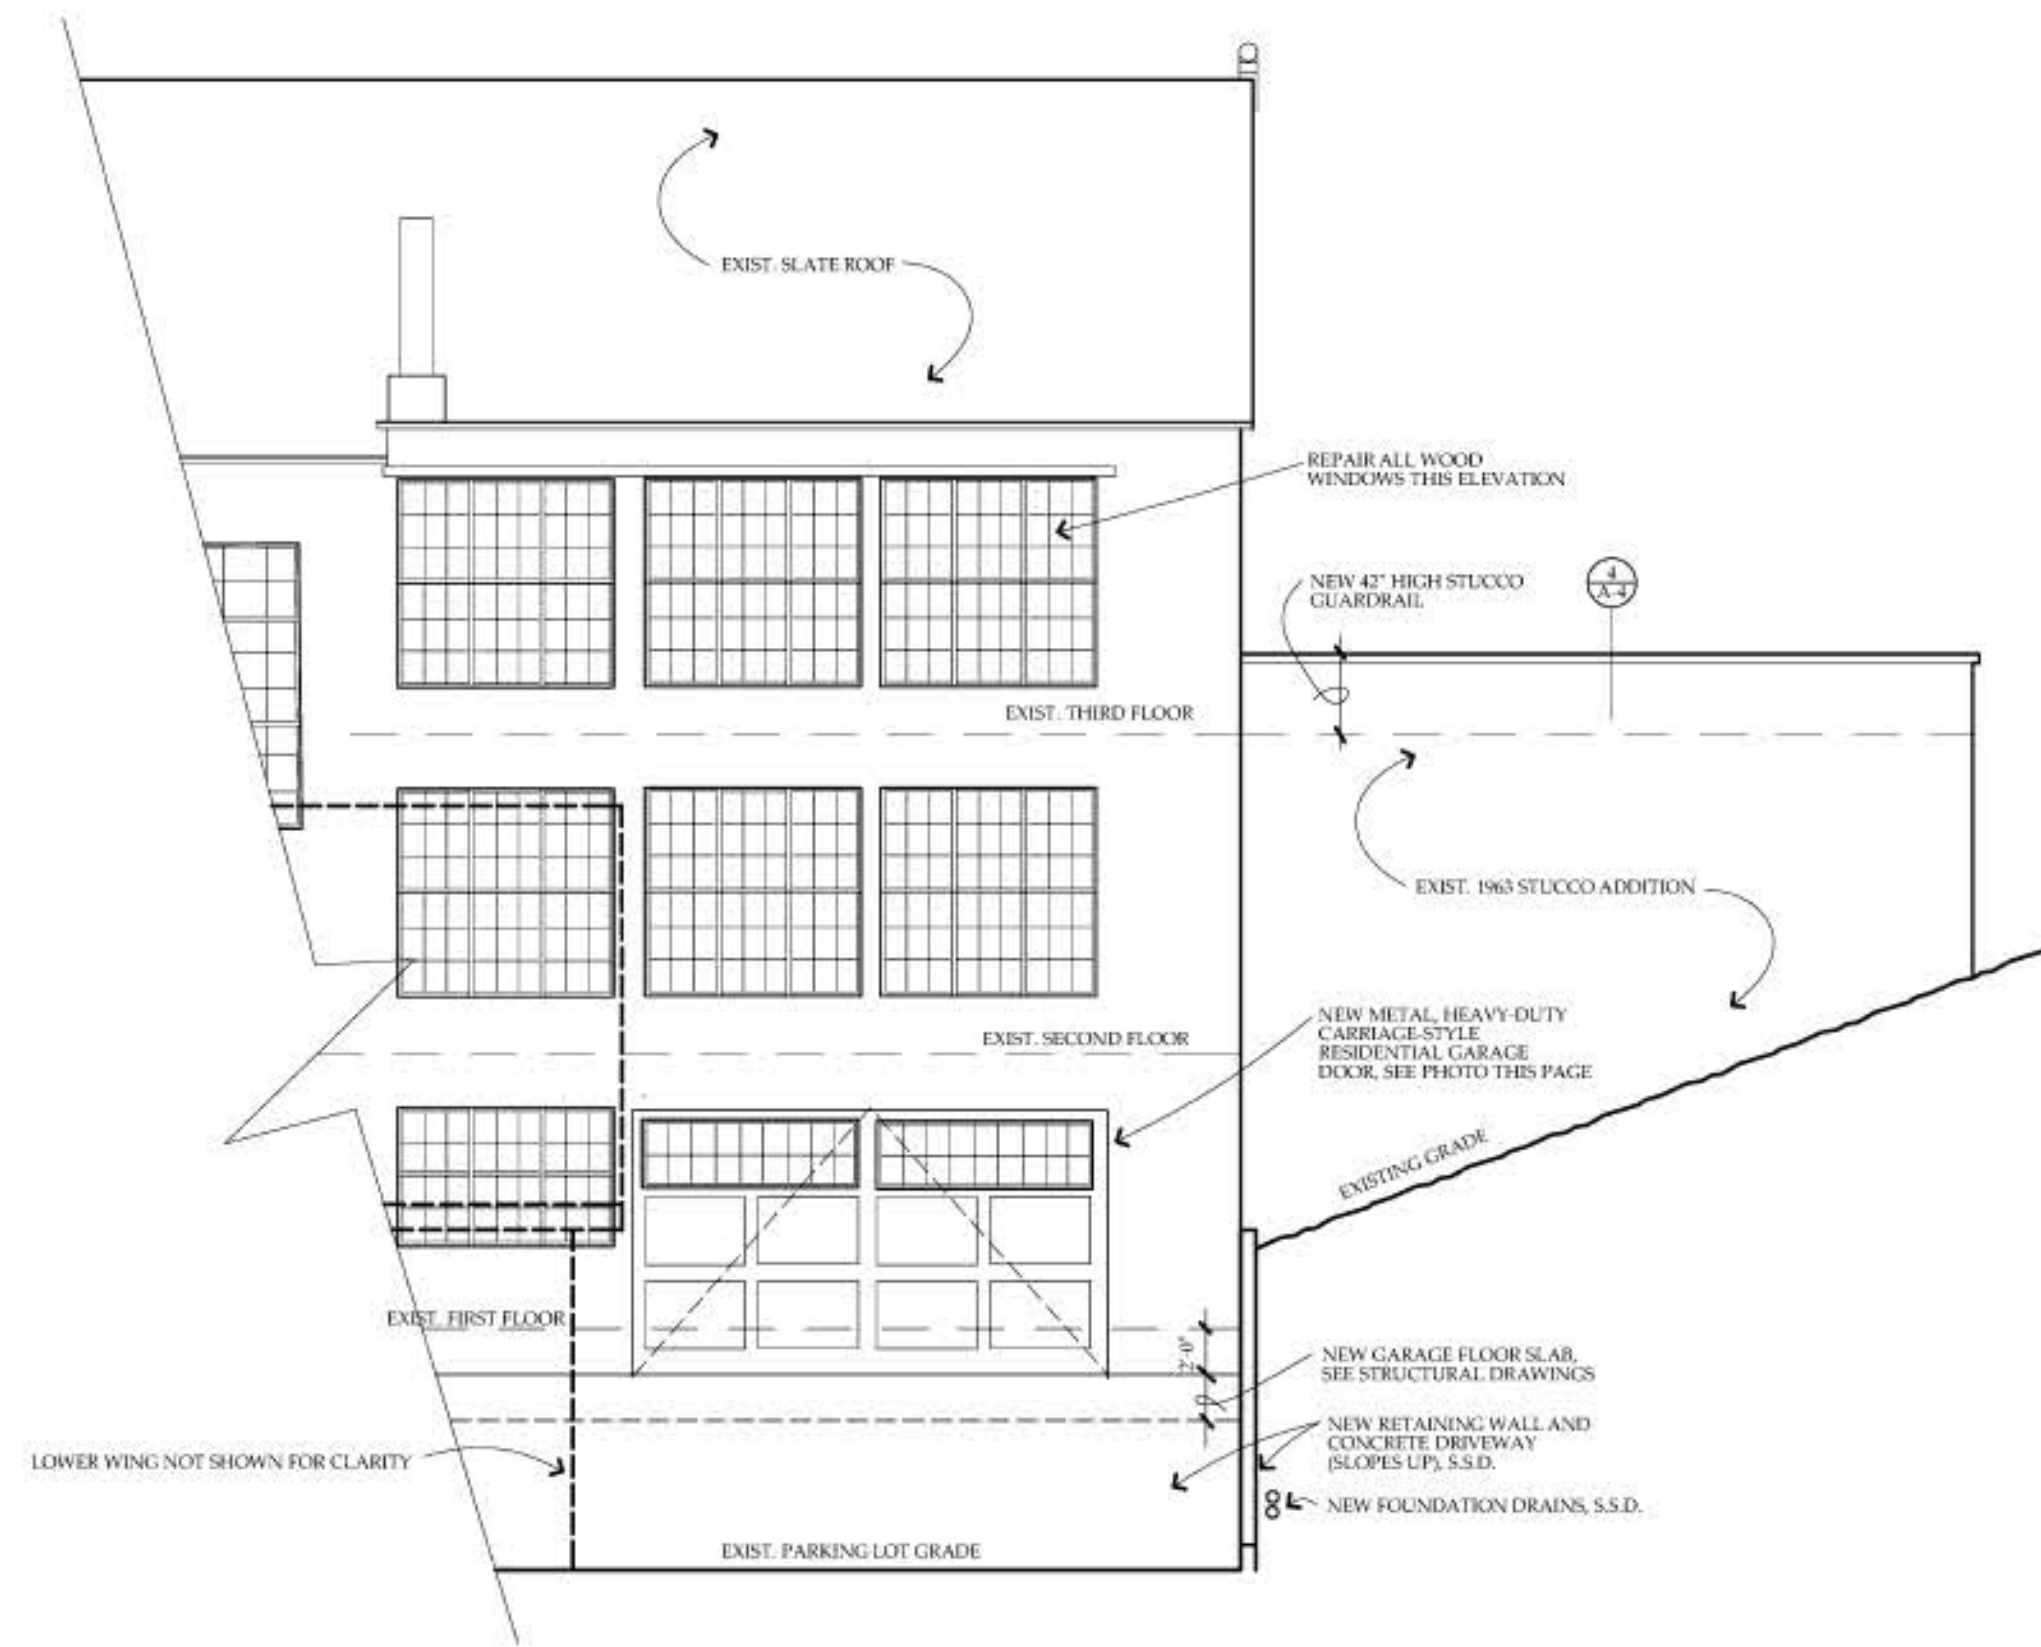 EXIST. SLATE ROOF
REPAIR ALL WOOD
WINDOWS THIS ELEVATION
NEW 42" HIGH STUCCO
GUARDRAIL
4
A-4
EXIST. THIRD FLOOR
EXIST. 1963 STUCCO ADDITION
NEW METAL, HEAVY-DUTY
CARRIAGE-STYLE
RESIDENTIAL GARAGE
DOOR, SEE PHOTO THIS PAGE
EXIST. SECOND FLOOR
EXISTING GRADE
EXIST. FIRST FLOOR
2'-0"
NEW GARAGE FLOOR SLAB,
SEE STRUCTURAL DRAWINGS
NEW RETAINING WALL AND
CONCRETE DRIVEWAY
(SLOPES UP), S.S.D.
LOWER WING NOT SHOWN FOR CLARITY
NEW FOUNDATION DRAINS, S.S.D.
EXIST. PARKING LOT GRADE